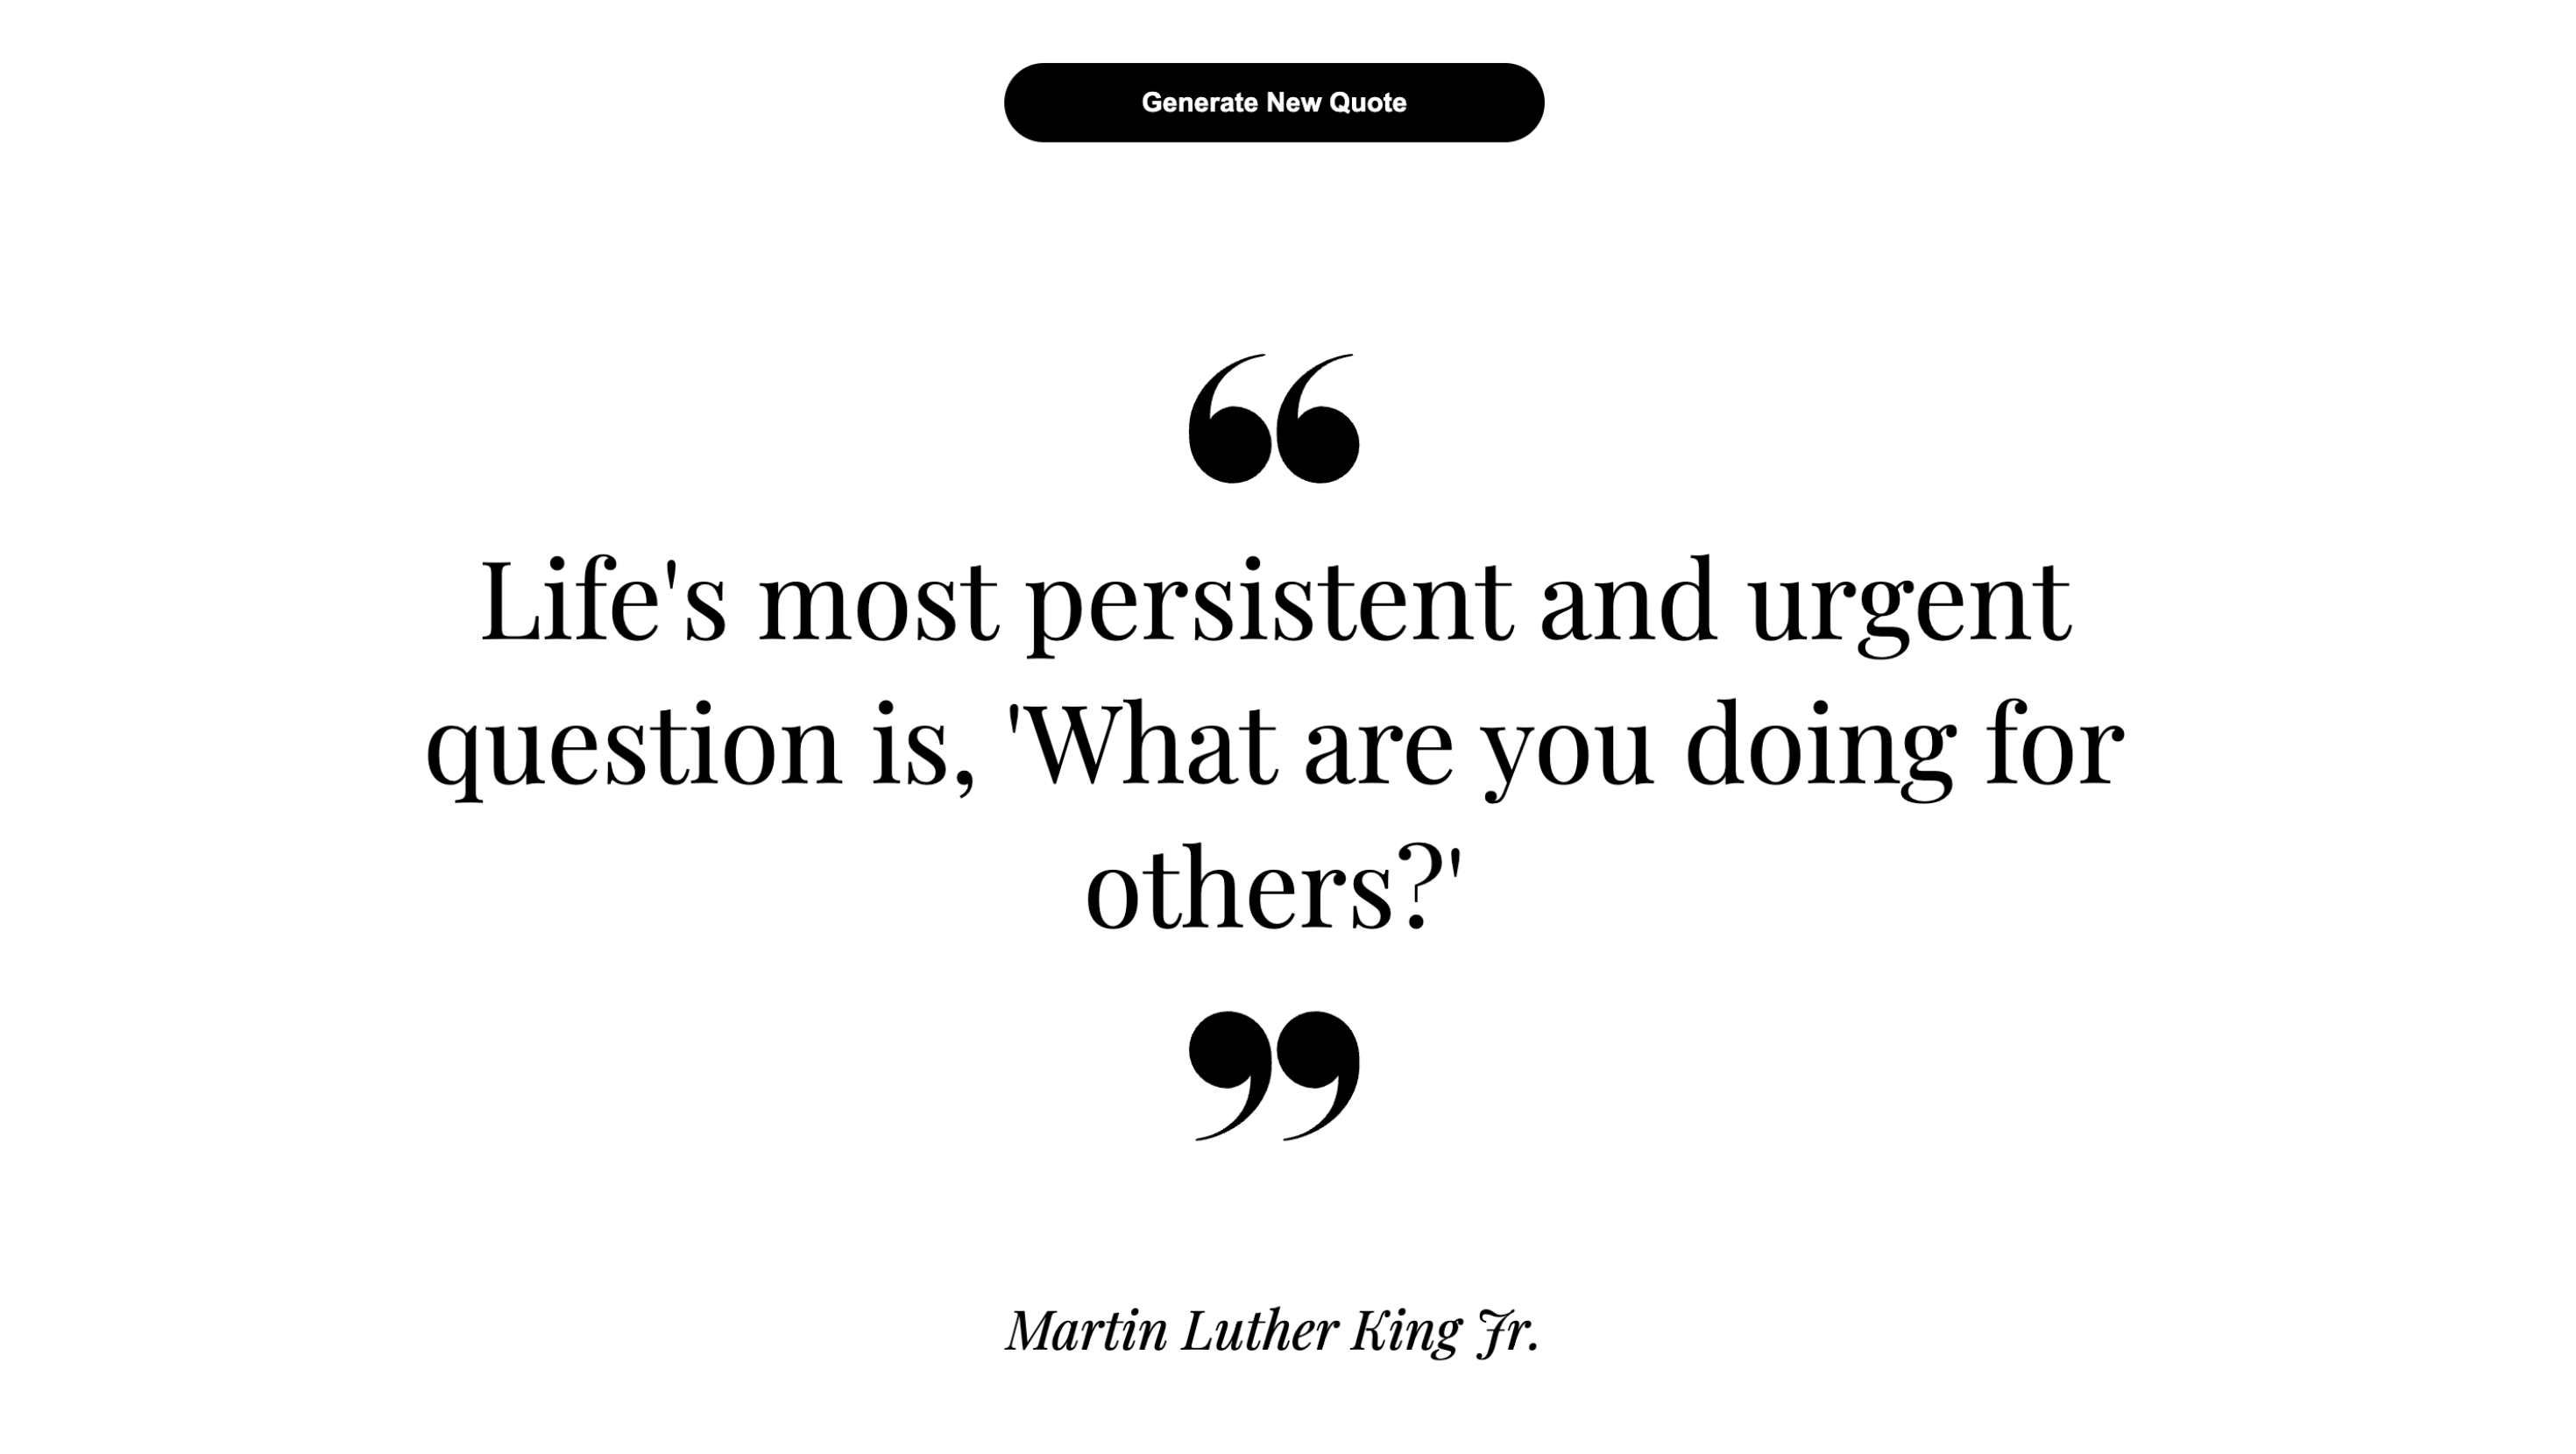 Generate New Quote
“
Life's most persistent and urgent
question is, 'What are you doing for
others?'
”
Martin Luther King Jr.